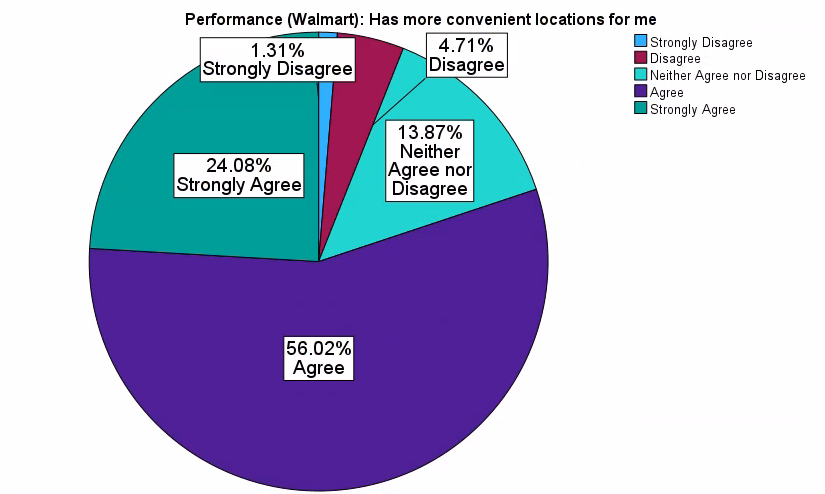 Performance (Walmart): Has more convenient locations for me
1.31%
Strongly Disagree
4.71%
Disagree
13.87%
Neither
Agree nor
Disagree
24.08%
Strongly Agree
56.02%
Agree
Strongly Disagree
Disagree
Neither Agree nor Disagree
Agree
Strongly Agree